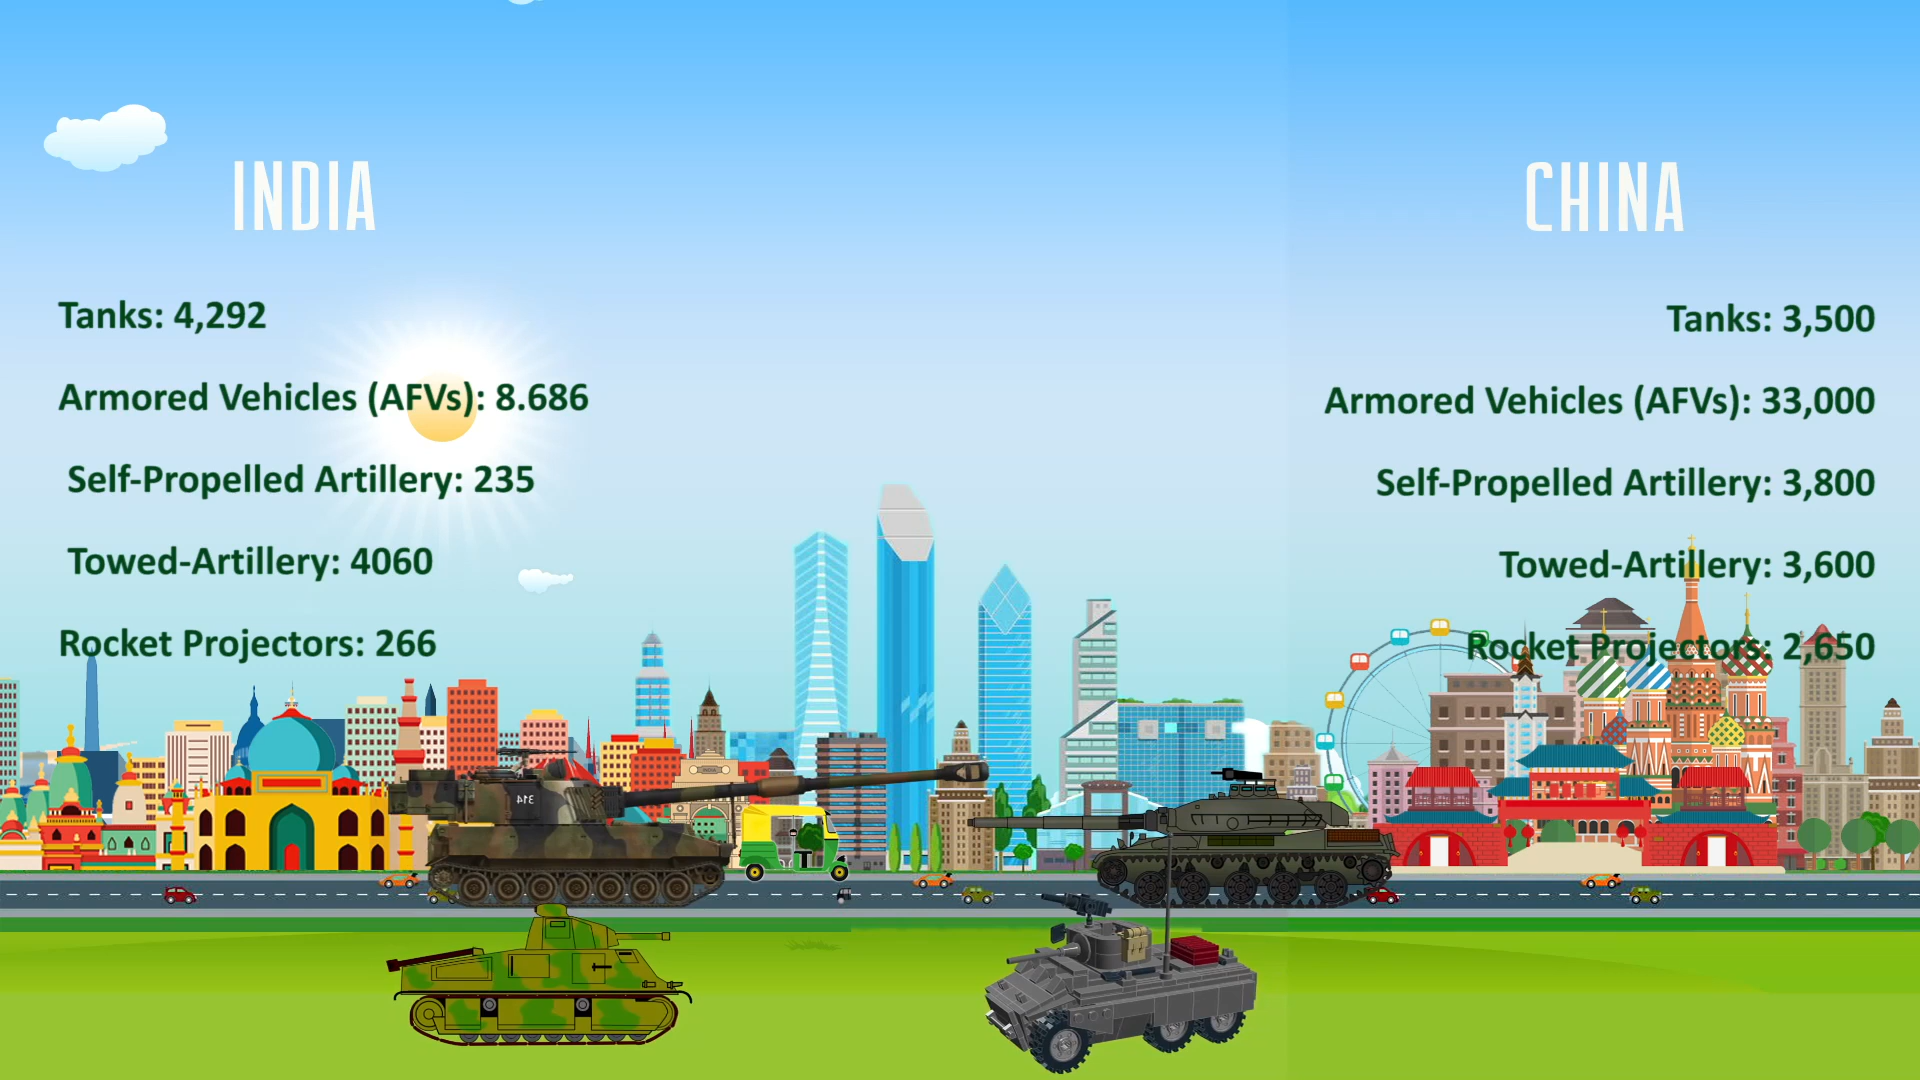 INDIA
Tanks: 4,292
Armored Vehicles (AFVs): 8.686
Self-Propelled Artillery: 235
Towed-Artillery: 4060
Rocket Projectors: 266
CHINA
Tanks: 3,500
Armored Vehicles (AFVs): 33,000
Self-Propelled Artillery: 3,800
Towed-Artillery: 3,600
Rocket Projectors: 2,650
314
INDIA